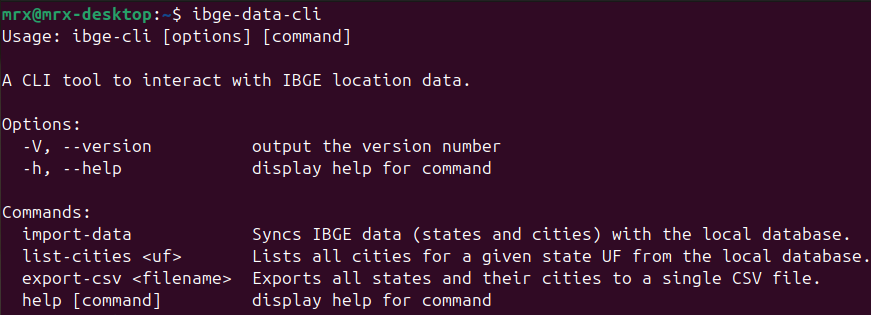 mrx@mrx-desktop:~$ ibge-data-cli
Usage: ibge-cli [options] [command]
A CLI tool to interact with IBGE location data.
Options:
-V, --version output the version number
-h, --help display help for command
Commands:
import-data Syncs IBGE data (states and cities) with the local database.
list-cities <uf> Lists all cities for a given state UF from the local database.
export-csv <filename> Exports all states and their cities to a single CSV file.
help [command] display help for command